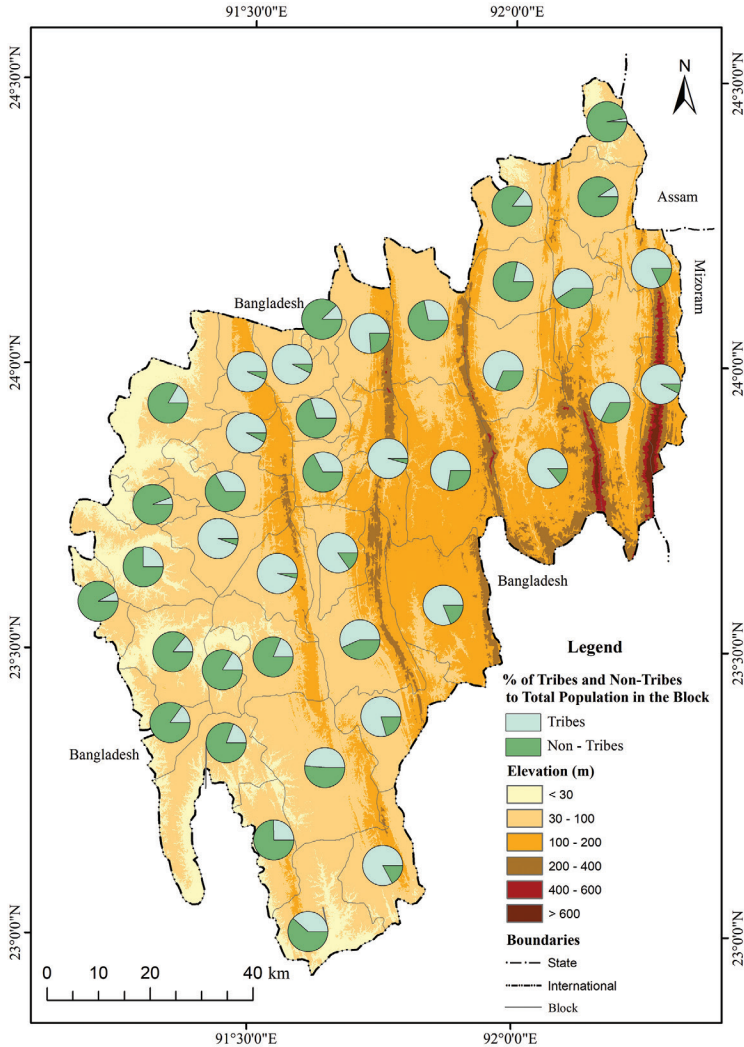 91°30'0"E
92°0'0"E
24°30'0"N
24°30'0"N
N
Assam
Mizoram
Bangladesh
24°0'0"N
24°0'0"N
Bangladesh
23°30'0"N
23°30'0"N
Bangladesh
Legend
% of Tribes and Non-Tribes
to Total Population in the Block
Tribes
Non - Tribes
Elevation (m)
< 30
30 - 100
100 - 200
200 - 400
400 - 600
> 600
Boundaries
State
International
Block
23°0'0"N
23°0'0"N
0 10 20 40 km
91°30'0"E
92°0'0"E